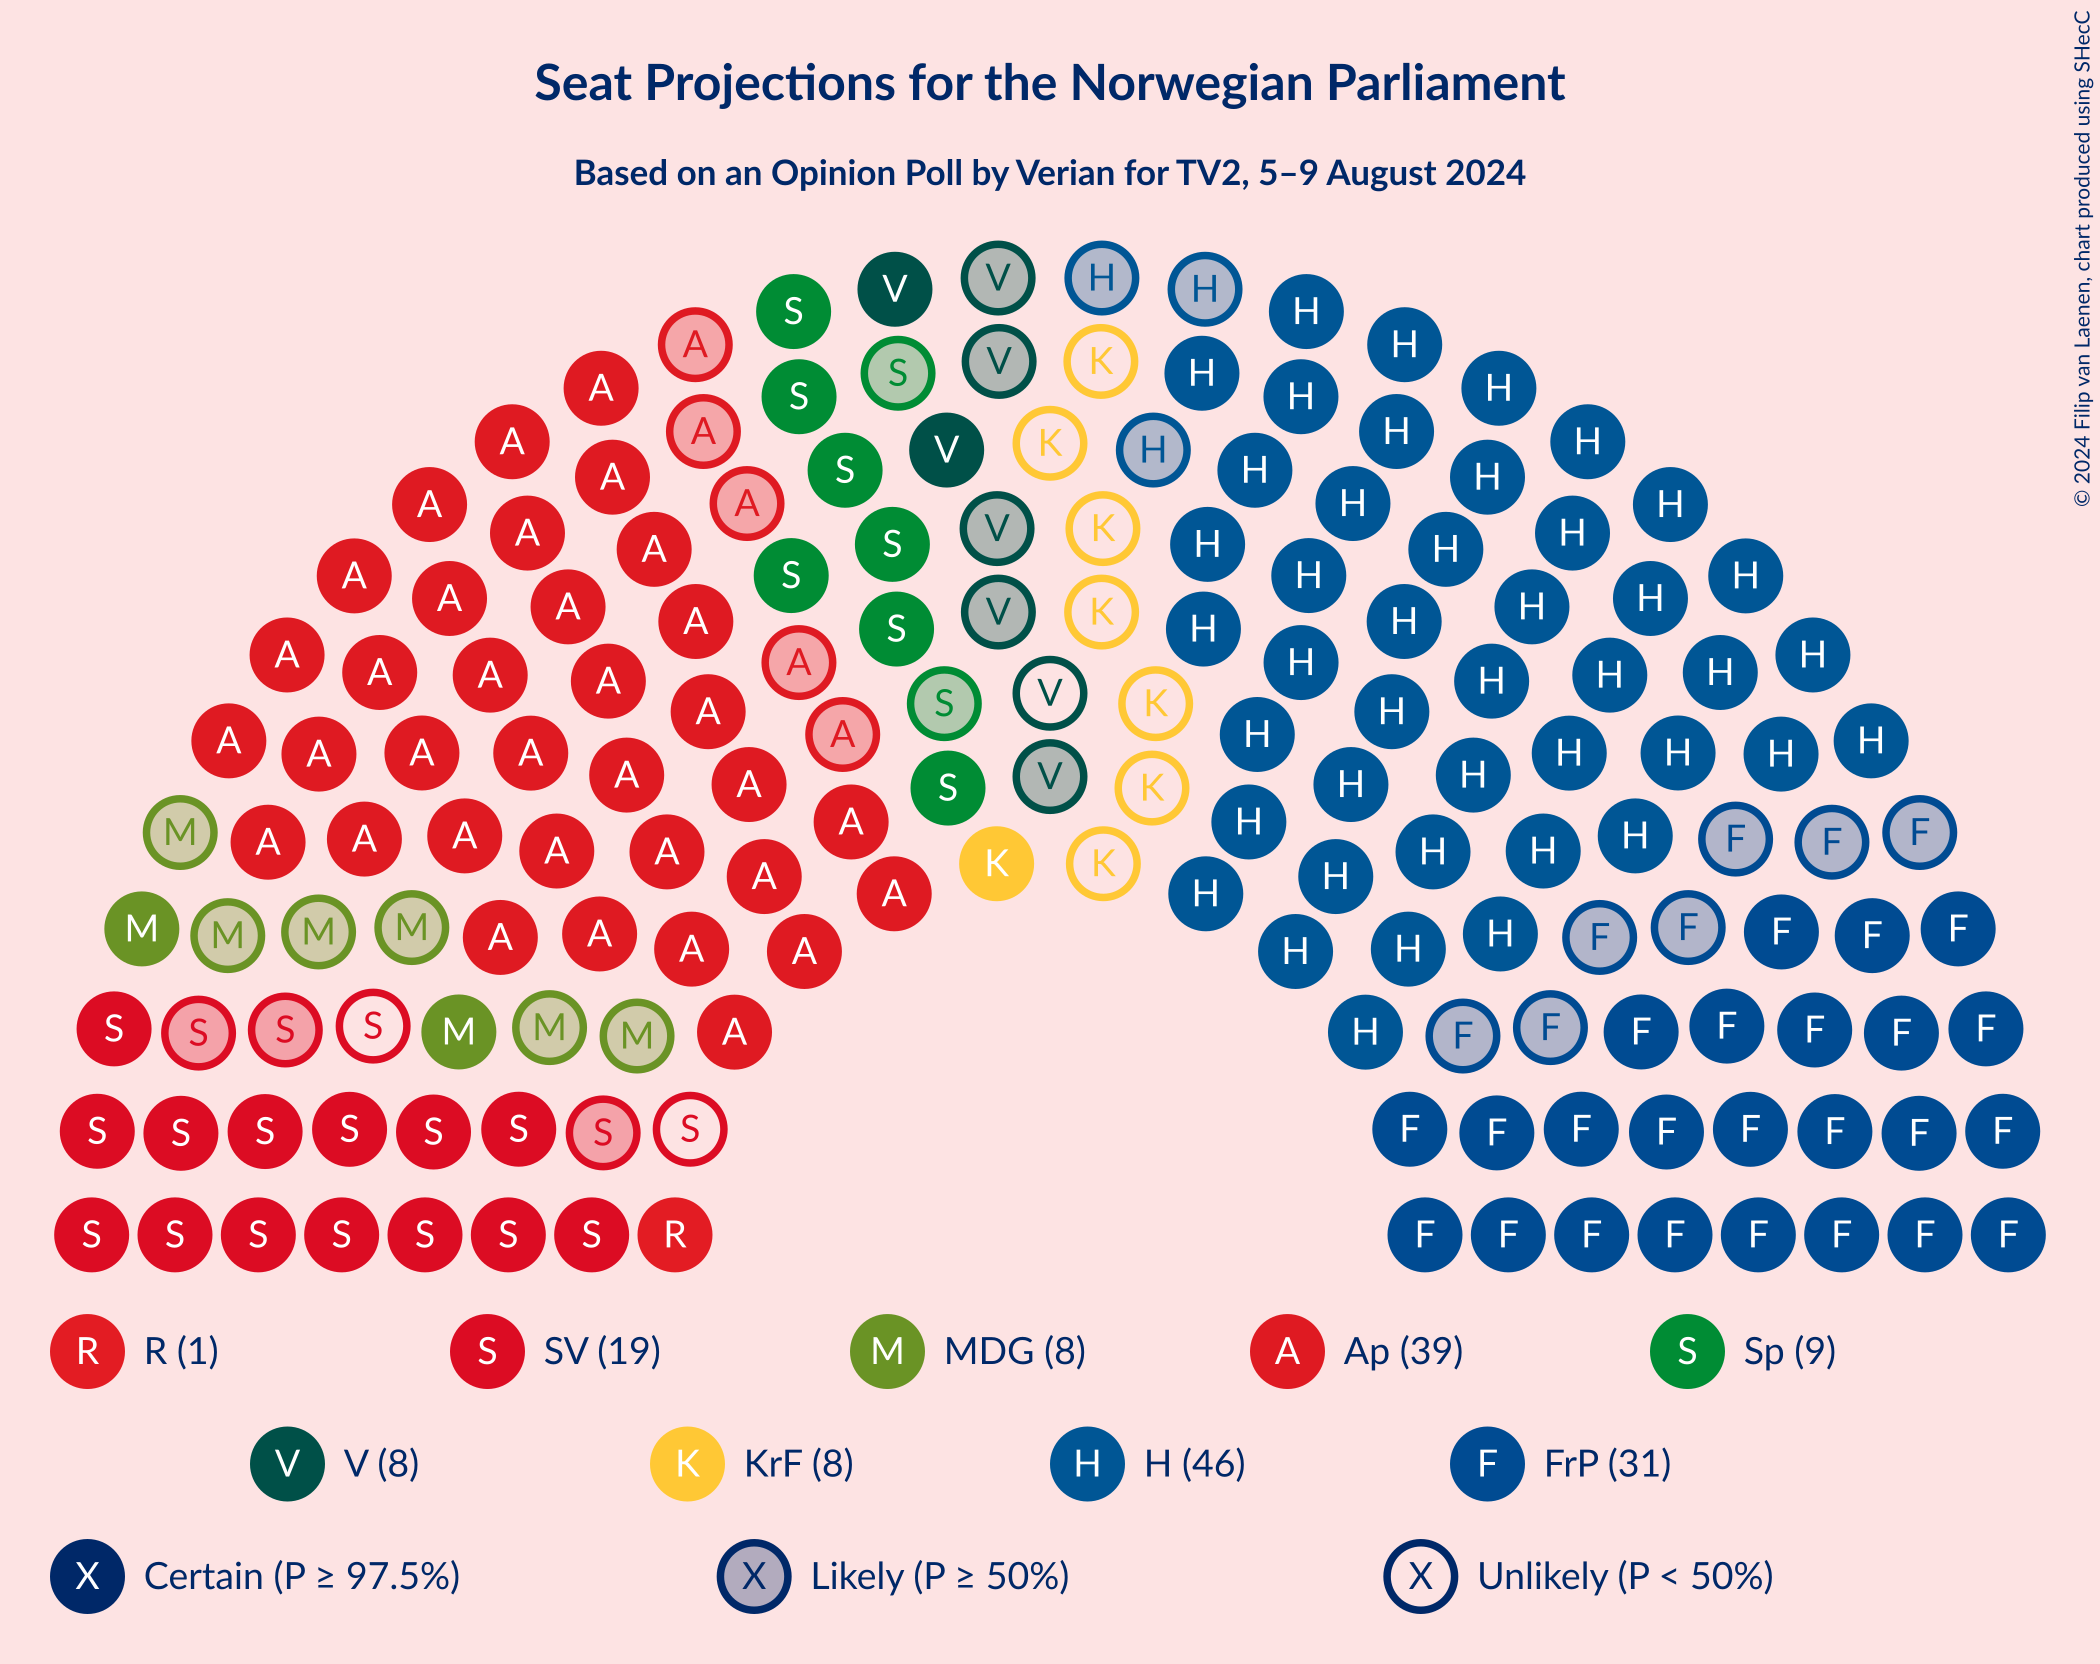 Seat Projections for the Norwegian Parliament
Based on an Opinion Poll by Verian for TV2, 5–9 August 2024
© 2024 Filip van Laenen, chart produced using SHecC
V V H H
S V K H H H
A S S V K H H H H
A A S V K H H H H
A A A S S V K H H H H H
A A A A S S V K H H H H H H
A A A A A S V K H H H H H H
A A A A A A A S V K H H H H H H H
A A A A A A A A K K H H H H H H H H
M A A A A A A A H H H H H F F F
M M M M A A A A H H H F F F F F
S S S S M M M A H F F F F F F F
S S S S S S S S F F F F F F F F
S S S S S S S R F F F F F F F F
R R (1) S SV (19) M MDG (8) A Ap (39) S Sp (9)
V V (8) K KrF (8) H H (46) F FrP (31)
X Certain (P ≥ 97.5%) X Likely (P ≥ 50%) X Unlikely (P < 50%)